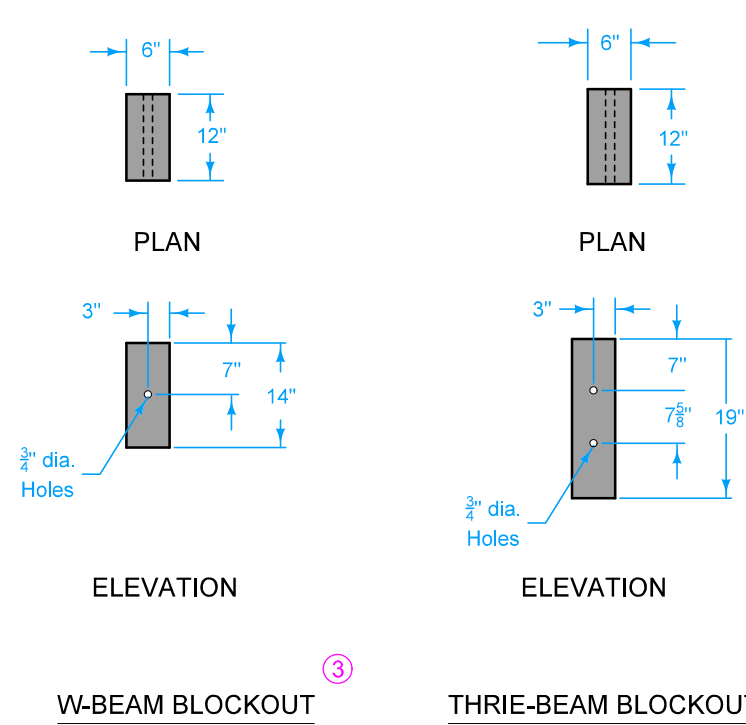 6"
12"
PLAN
3"
7"
14"
3/4" dia.
Holes
ELEVATION
③
W-BEAM BLOCKOUT
6"
12"
PLAN
3"
7"
7 5/8"
19"
3/4" dia.
Holes
ELEVATION
THRIE-BEAM